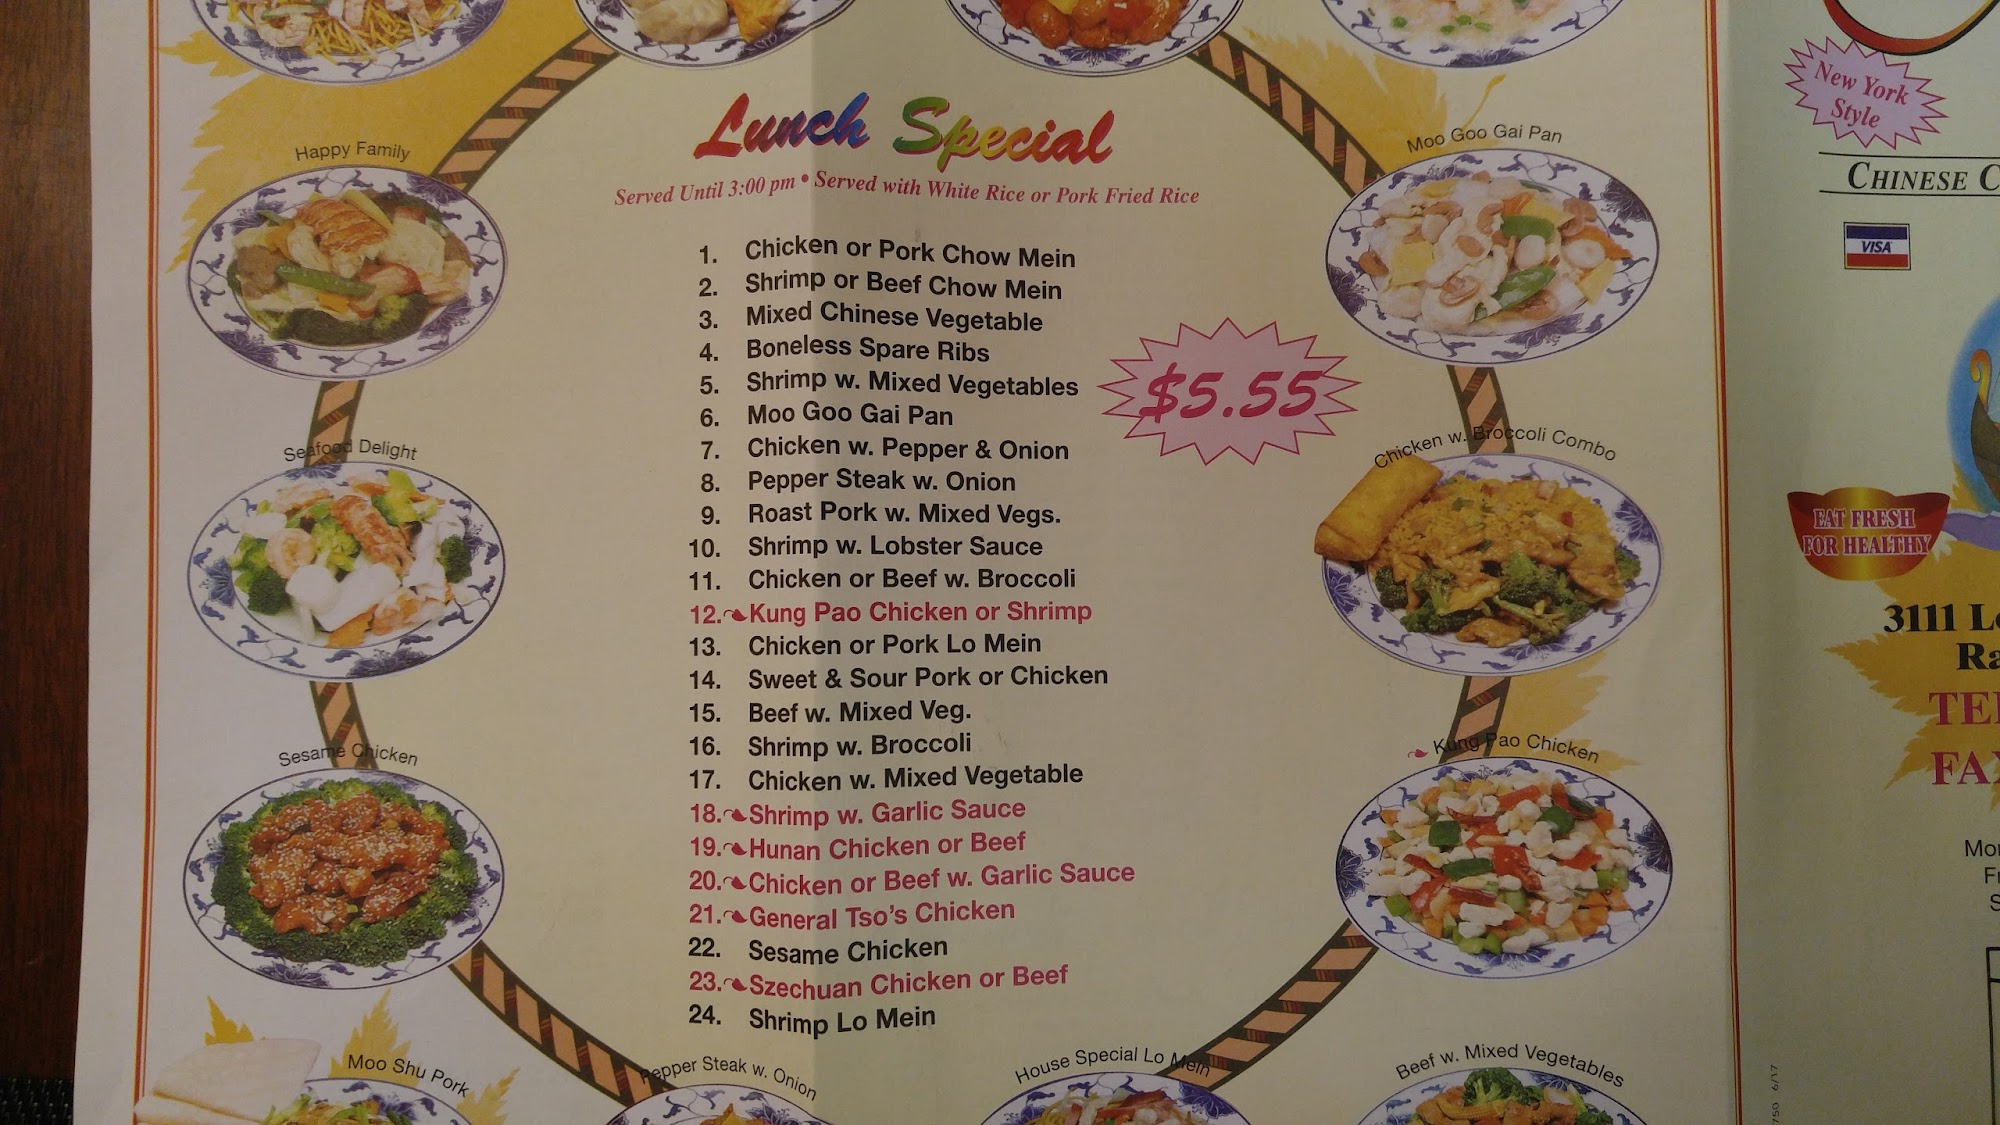 Lunch Special
Served Until 3:00 pm • Served with White Rice or Pork Fried Rice
1. Chicken or Pork Chow Mein
2. Shrimp or Beef Chow Mein
3. Mixed Chinese Vegetable
4. Boneless Spare Ribs
5. Shrimp w. Mixed Vegetables
6. Moo Goo Gai Pan
7. Chicken w. Pepper & Onion
8. Pepper Steak w. Onion
9. Roast Pork w. Mixed Vegs.
10. Shrimp w. Lobster Sauce
11. Chicken or Beef w. Broccoli
12. Kung Pao Chicken or Shrimp
13. Chicken or Pork Lo Mein
14. Sweet & Sour Pork or Chicken
15. Beef w. Mixed Veg.
16. Shrimp w. Broccoli
17. Chicken w. Mixed Vegetable
18. Shrimp w. Garlic Sauce
19. Hunan Chicken or Beef
20. Chicken or Beef w. Garlic Sauce
21. General Tso's Chicken
22. Sesame Chicken
23. Szechuan Chicken or Beef
24. Shrimp Lo Mein
$5.55
Happy Family
Seafood Delight
Sesame Chicken
Moo Shu Pork
Pepper Steak w. Onion
House Special Lo Mein
Beef w. Mixed Vegetables
Moo Goo Gai Pan
Chicken w. Broccoli Combo
Kung Pao Chicken
New York
Style
CHINESE
VISA
EAT FRESH
FOR HEALTHY
3111
FAX
6/17